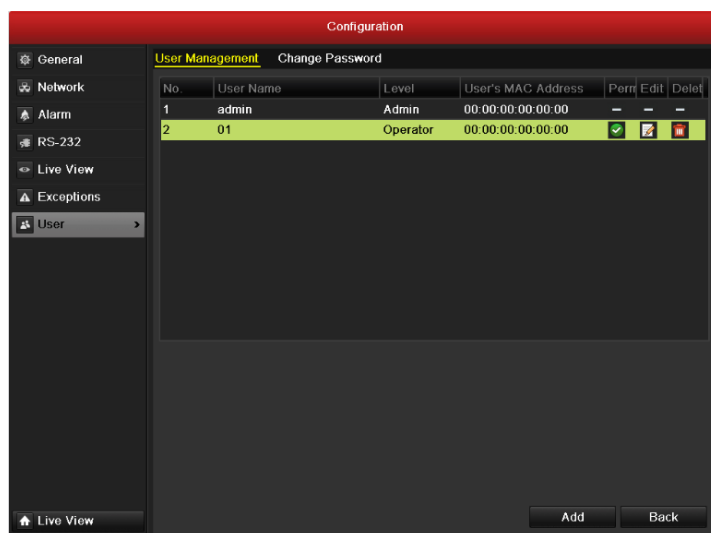 Configuration
General
Network
Alarm
RS-232
Live View
Exceptions
User
Live View
User Management Change Password
No. User Name Level User's MAC Address Perm Edit Delet
1 admin Admin 00:00:00:00:00:00 – – –
2 01 Operator 00:00:00:00:00:00
Add Back